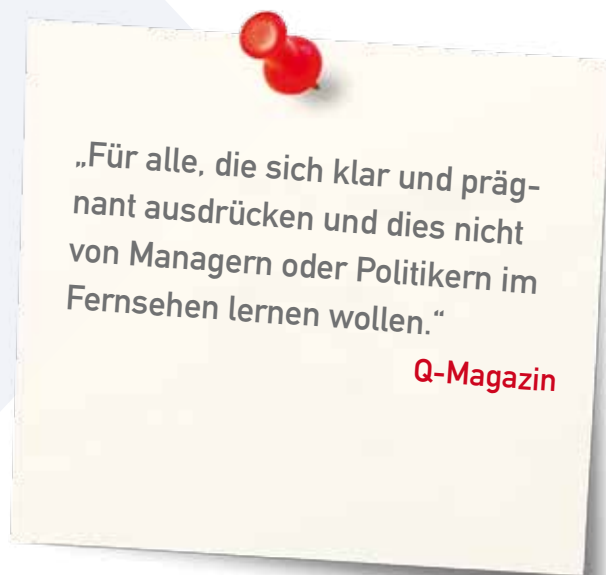 „Für alle, die sich klar und präg-
nant ausdrücken und dies nicht
von Managern oder Politikern im
Fernsehen lernen wollen.“
Q-Magazin